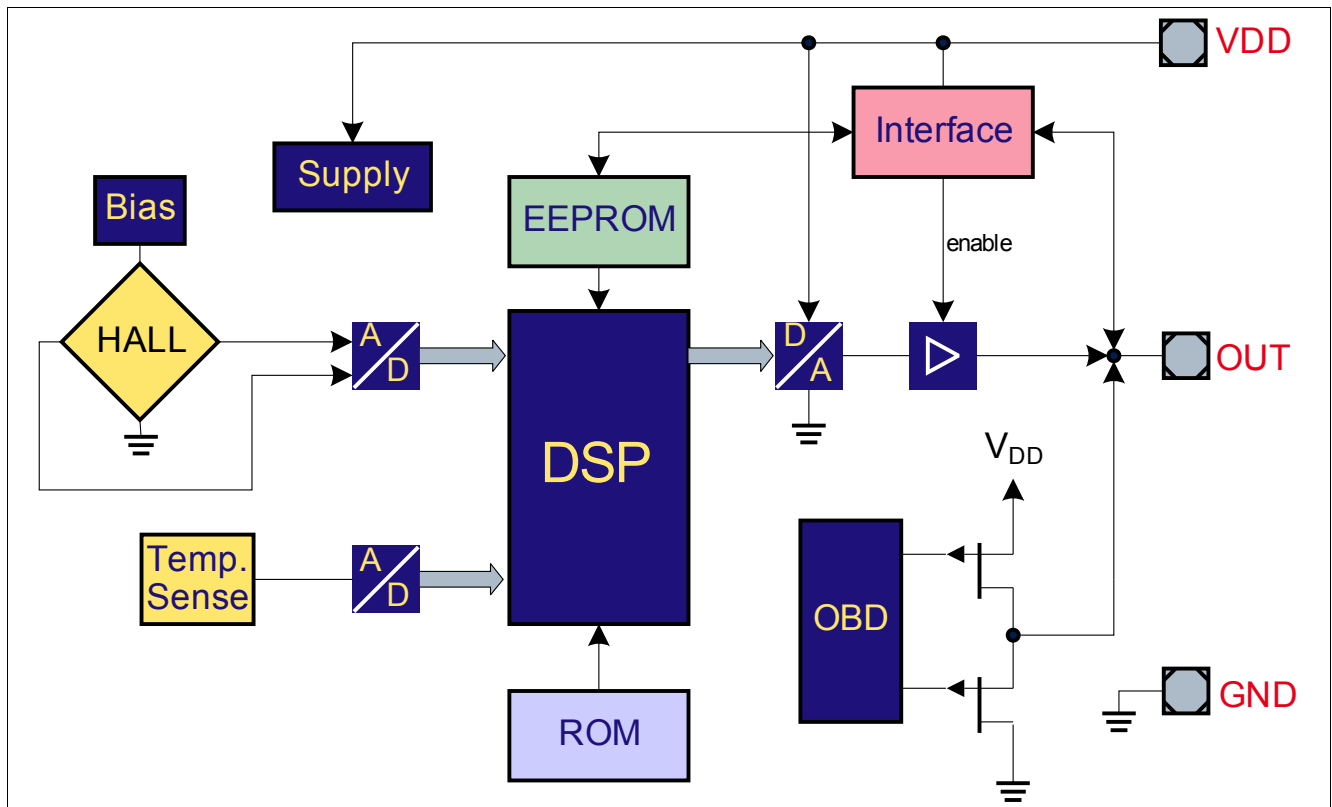 VDD
Interface
Supply
Bias
EEPROM
enable
HALL
A
D
D
A
OUT
DSP
VDD
Temp.
Sense
A
D
OBD
GND
ROM